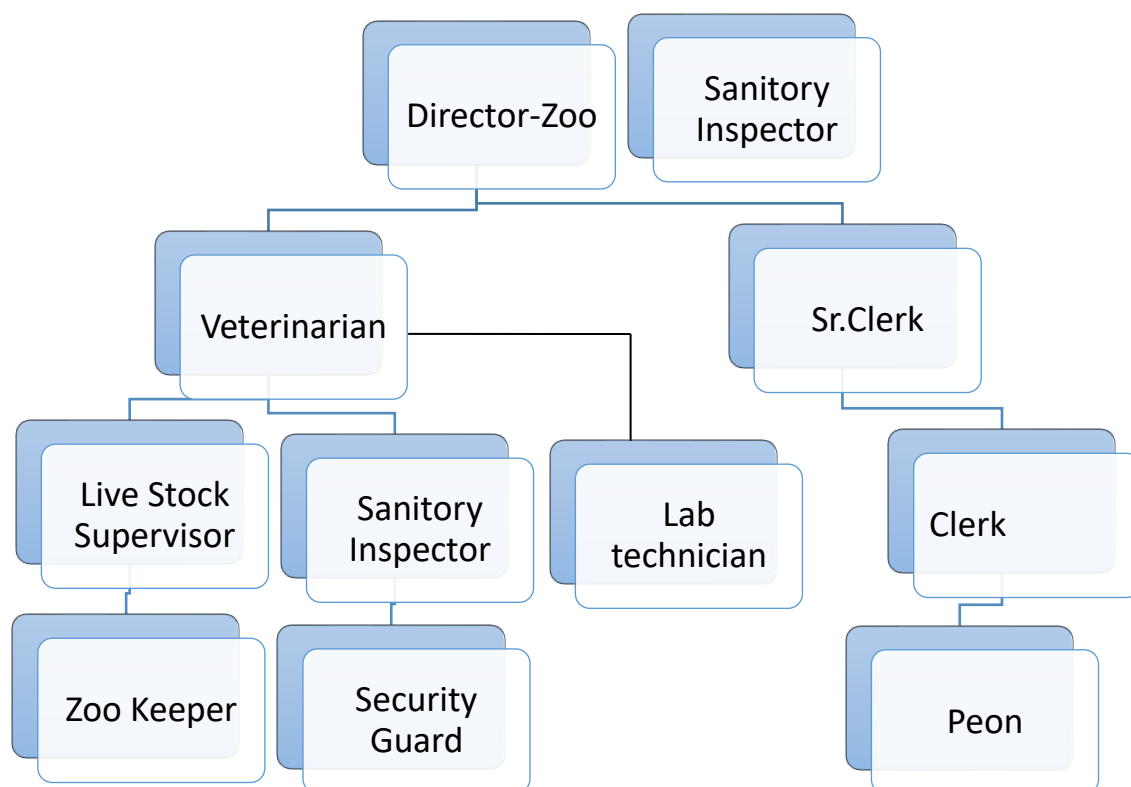 Director-Zoo
Sanitory
Inspector
Veterinarian
Sr.Clerk
Live Stock
Supervisor
Sanitory
Inspector
Lab
technician
Clerk
Zoo Keeper
Security
Guard
Peon